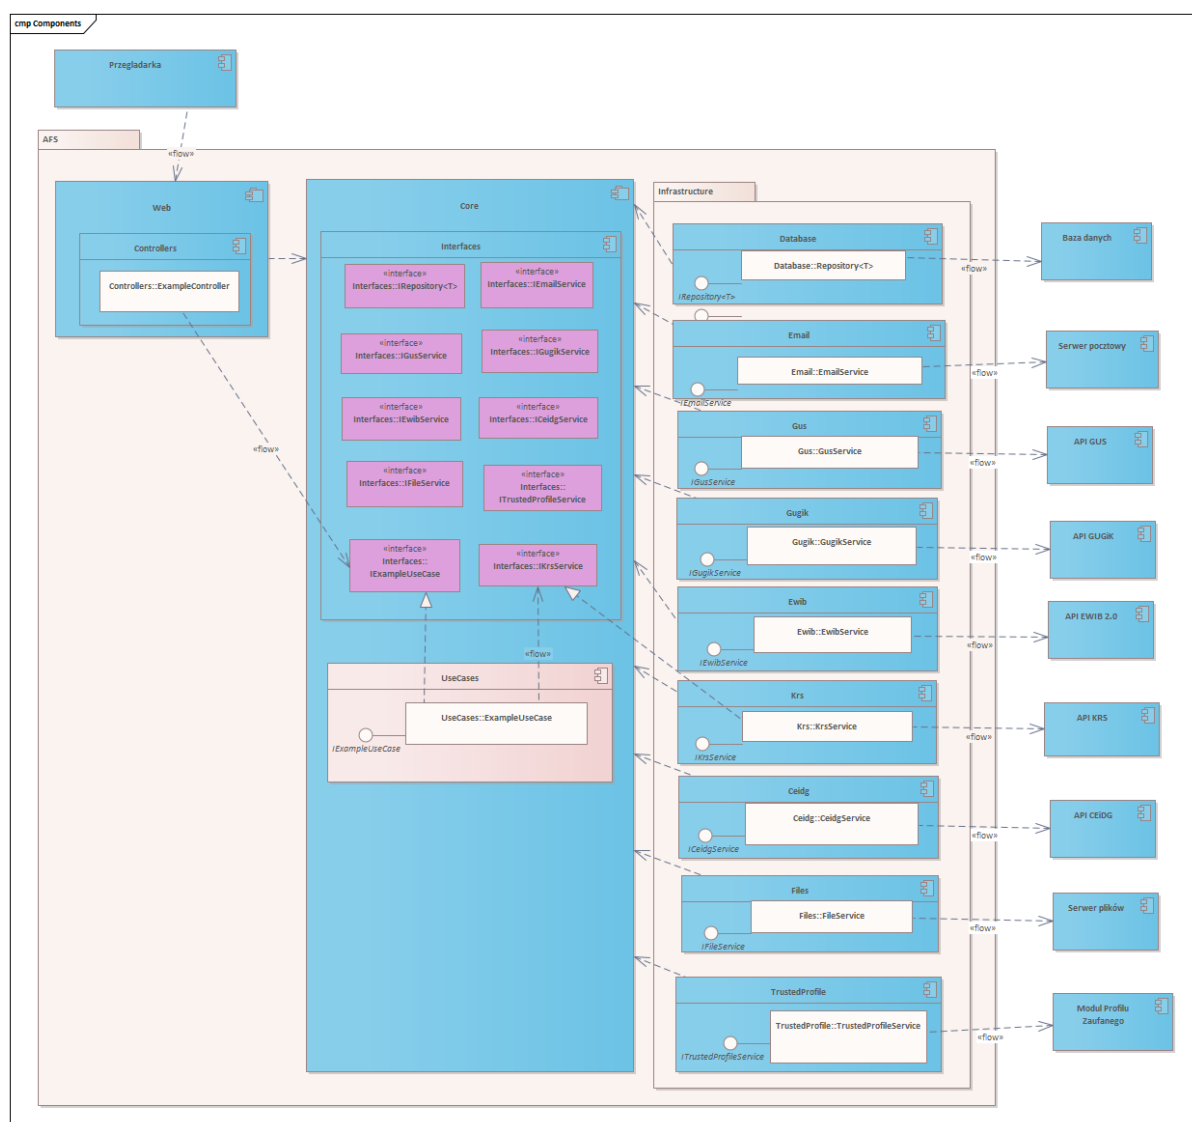 cmp Components
Przegladarka
AFS
«flow»
Web
Controllers
Controllers::ExampleController
«flow»
Core
Interfaces
«interface»
Interfaces::IRepository<T>
«interface»
Interfaces::IEmailService
«interface»
Interfaces::IGusService
«interface»
Interfaces::IGugikService
«interface»
Interfaces::IEwibService
«interface»
Interfaces::ICeidgService
«interface»
Interfaces::IFileService
«interface»
Interfaces::
ITrustedProfileService
«interface»
Interfaces::
IExampleUseCase
«interface»
Interfaces::IKrsService
«flow»
UseCases
UseCases::ExampleUseCase
IExampleUseCase
Infrastructure
Database
Database::Repository<T>
IRepository<T>
«flow»
Baza danych
Email
Email::EmailService
IEmailService
«flow»
Serwer pocztowy
Gus
Gus::GusService
IGusService
«flow»
API GUS
Gugik
Gugik::GugikService
IGugikService
«flow»
API GUGiK
Ewib
Ewib::EwibService
IEwibService
«flow»
API EWIB 2.0
Krs
Krs::KrsService
IKrsService
«flow»
API KRS
Ceidg
Ceidg::CeidgService
ICeidgService
«flow»
API CEiDG
Files
Files::FileService
IFileService
«flow»
Serwer plików
TrustedProfile
TrustedProfile::TrustedProfileService
ITrustedProfileService
«flow»
Moduł Profilu
Zaufanego